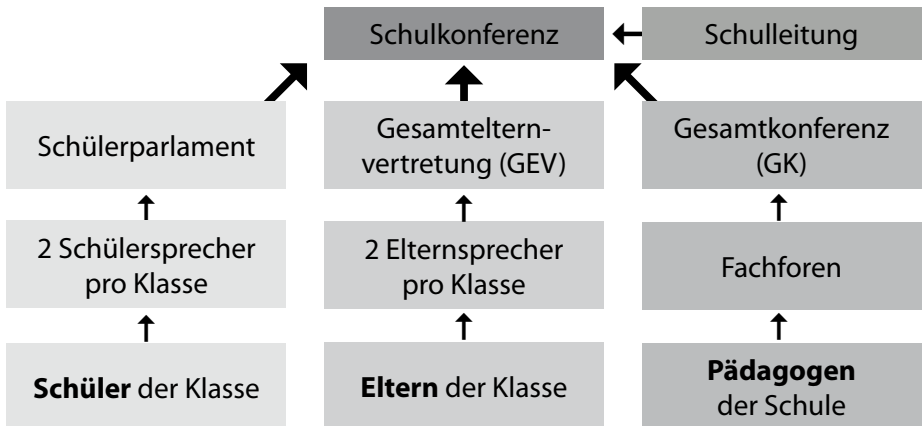 Schulkonferenz
Schulleitung
Schülerparlament
Gesamteltern-
vertretung (GEV)
Gesamtkonferenz
(GK)
2 Schülersprecher
pro Klasse
2 Elternsprecher
pro Klasse
Fachforen
Schüler der Klasse
Eltern der Klasse
Pädagogen
der Schule